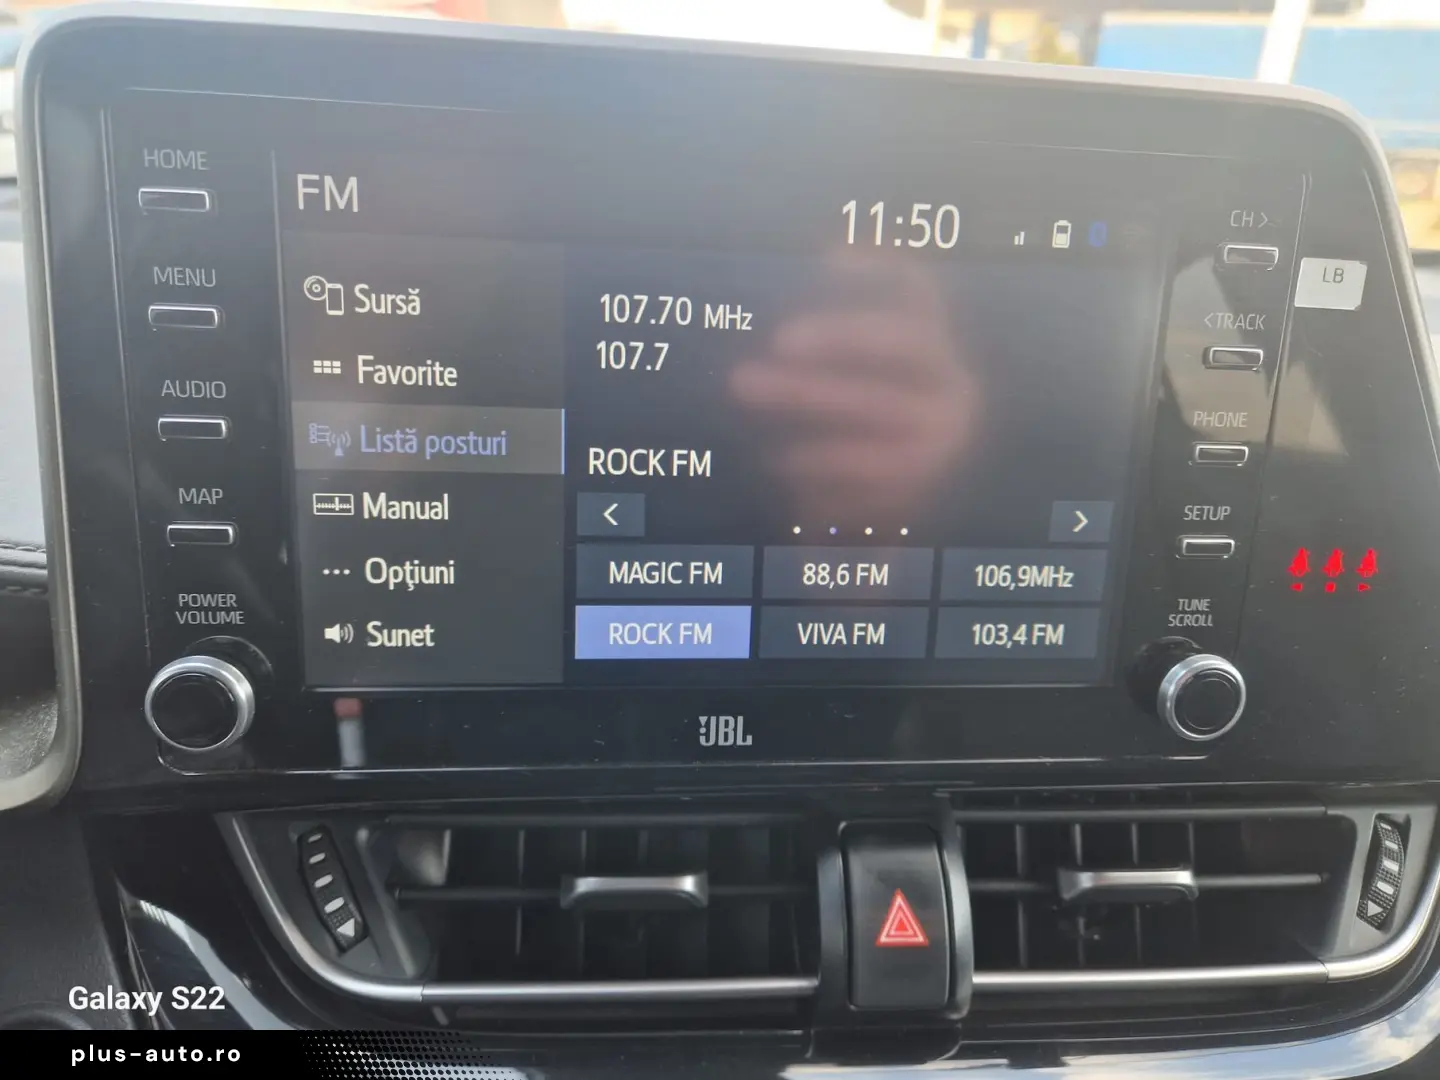 HOME
MENU
AUDIO
MAP
POWER
VOLUME
FM
11:50
Sursă
Favorite
Listă posturi
Manual
Opţiuni
Sunet
107.70 MHz
107.7
ROCK FM
< >
MAGIC FM 88,6 FM 106,9MHz
ROCK FM VIVA FM 103,4 FM
JBL
CH >
<TRACK
PHONE
SETUP
TUNE
SCROLL
LB
Galaxy S22
plus-auto.ro